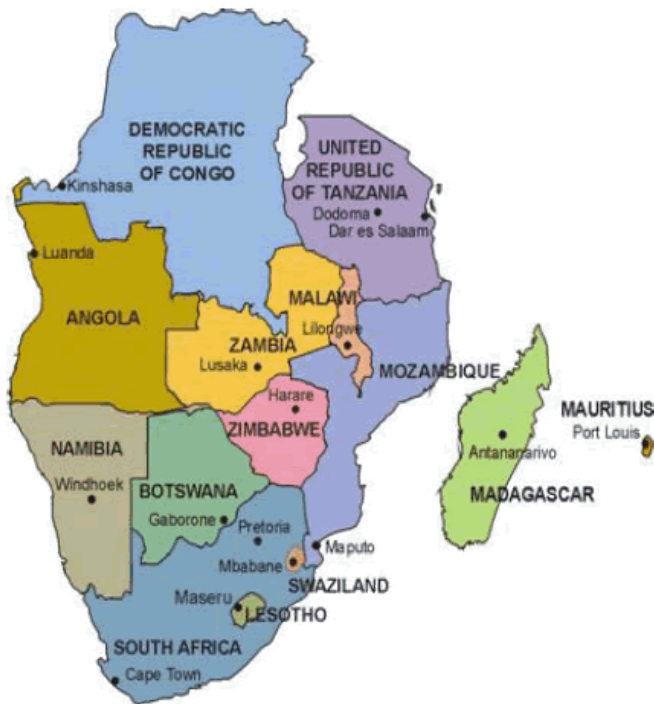 DEMOCRATIC
REPUBLIC
OF CONGO
Kinshasa
UNITED
REPUBLIC
OF TANZANIA
Dodoma
Dar es Salaam
Luanda
ANGOLA
MALAWI
Lilongwe
ZAMBIA
Lusaka
MOZAMBIQUE
Harare
ZIMBABWE
MAURITIUS
Port Louis
NAMIBIA
Windhoek
Antananarivo
MADAGASCAR
BOTSWANA
Gaborone
Pretoria
Maputo
Mbabane
SWAZILAND
Maseru
LESOTHO
SOUTH AFRICA
Cape Town